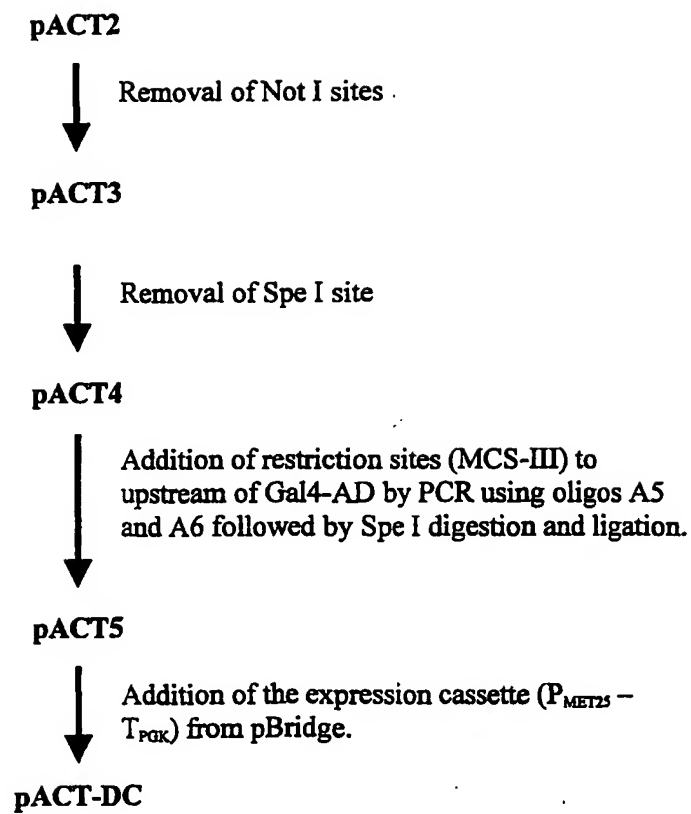 pACT2
Removal of Not I sites
pACT3
Removal of Spe I site
pACT4
Addition of restriction sites (MCS-III) to
upstream of Gal4-AD by PCR using oligos A5
and A6 followed by Spe I digestion and ligation.
pACT5
Addition of the expression cassette (P_MET25 –
T_PGK) from pBridge.
pACT-DC